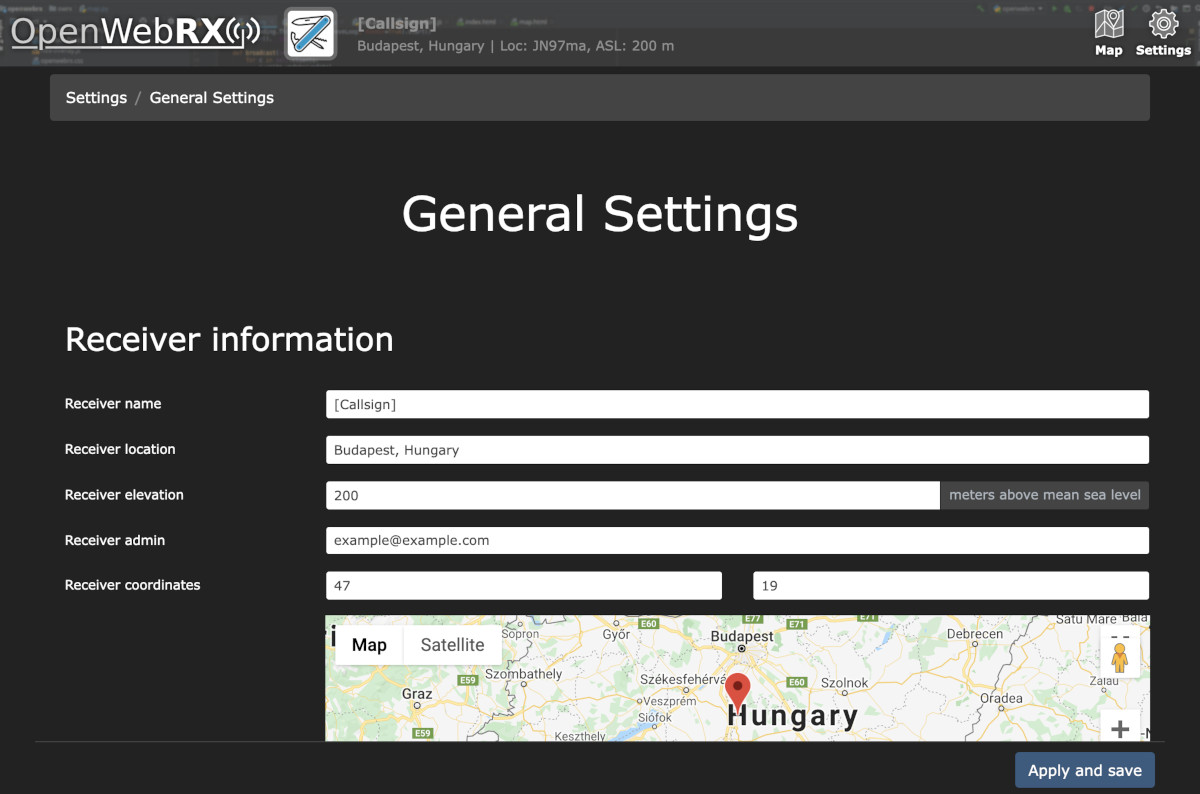 OpenWebRX
[Callsign]
Budapest, Hungary | Loc: JN97ma, ASL: 200 m
Map
Settings
Settings / General Settings
General Settings
Receiver information
Receiver name
[Callsign]
Receiver location
Budapest, Hungary
Receiver elevation
200
meters above mean sea level
Receiver admin
example@example.com
Receiver coordinates
47
19
Map
Satellite
Sopron
Győr
E60
E77
E71
E71
Satu Mare
Baia
Budapest
Debrecen
E59
Szombathely
Székesfehérvá
E60
Szolnok
Zalău
Graz
Veszprém
Oradea
Siófok
Hungary
E59
Keszthely
Apply and save